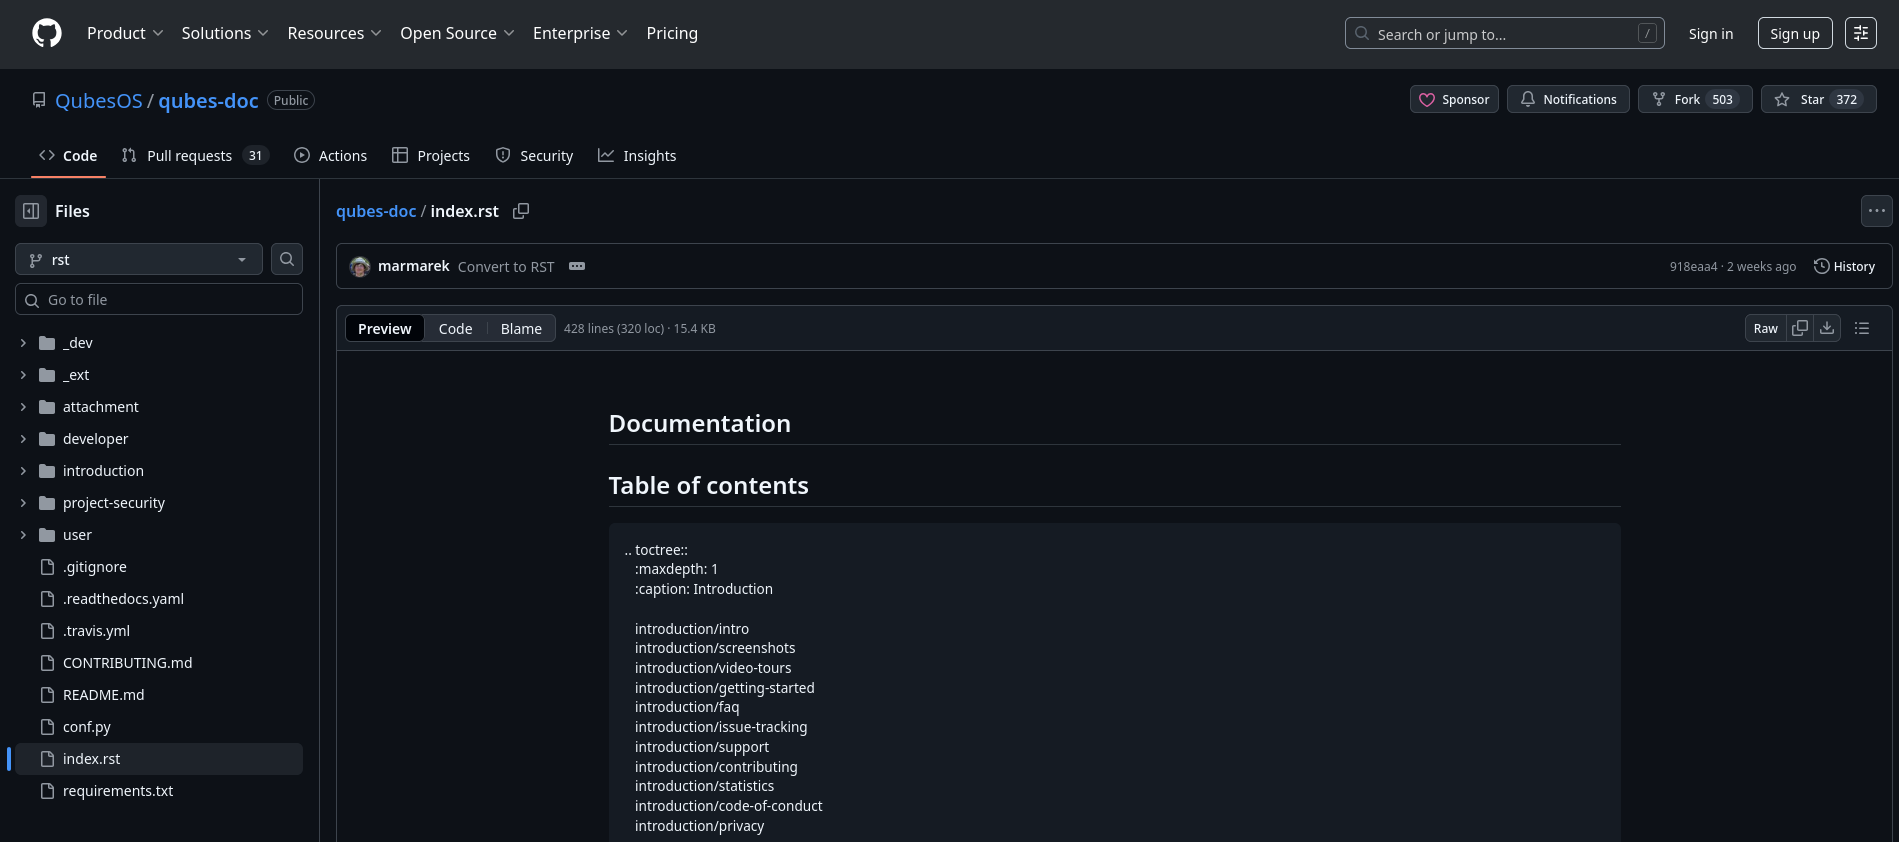 Product Solutions Resources Open Source Enterprise Pricing Search or jump to... / Sign in Sign up
QubesOS / qubes-doc Public Sponsor Notifications Fork 503 Star 372
Code Pull requests 31 Actions Projects Security Insights
Files
rst
Go to file
_dev
_ext
attachment
developer
introduction
project-security
user
.gitignore
.readthedocs.yaml
.travis.yml
CONTRIBUTING.md
README.md
conf.py
index.rst
requirements.txt
qubes-doc / index.rst
marmarek Convert to RST 918eaa4 · 2 weeks ago History
Preview Code Blame 428 lines (320 loc) · 15.4 KB Raw
Documentation
Table of contents
.. toctree::
:maxdepth: 1
:caption: Introduction
introduction/intro
introduction/screenshots
introduction/video-tours
introduction/getting-started
introduction/faq
introduction/issue-tracking
introduction/support
introduction/contributing
introduction/statistics
introduction/code-of-conduct
introduction/privacy